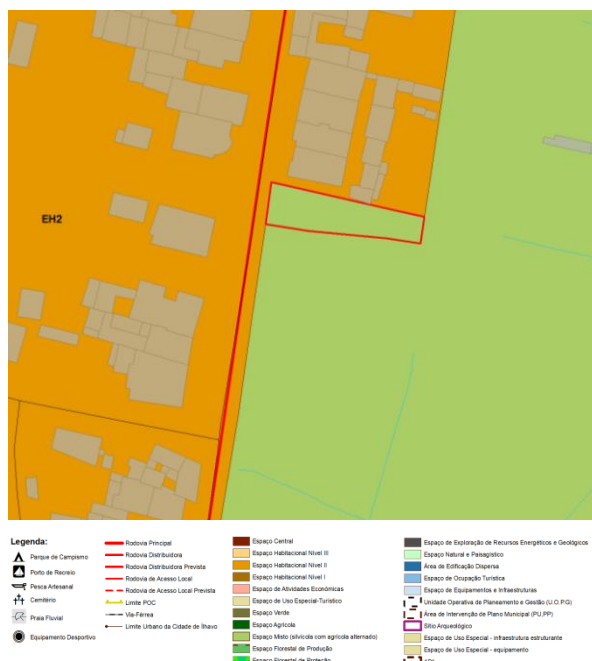 EH2
Legenda:
Parque de Campismo
Porto de Recreio
Pesca Artesanal
Cemitério
Praia Fluvial
Equipamento Desportivo
Rodovia Principal
Rodovia Distribuidora
Rodovia Distribuidora Prevista
Rodovia de Acesso Local
Rodovia de Acesso Local Prevista
Limite POC
Via-Férrea
Limite Urbano da Cidade de Ílhavo
Espaço Central
Espaço Habitacional Nível III
Espaço Habitacional Nível II
Espaço Habitacional Nível I
Espaço de Atividades Económicas
Espaço de Uso Especial-Turístico
Espaço Verde
Espaço Agrícola
Espaço Misto (silvícola com agrícola alternado)
Espaço Florestal de Produção
Espaço Florestal de Proteção
Espaço de Exploração de Recursos Energéticos e Geológicos
Espaço Natural e Paisagístico
Área de Edificação Dispersa
Espaço de Ocupação Turística
Espaço de Equipamentos e Infraestruturas
Unidade Operativa de Planeamento e Gestão (U.O.P.G)
Área de Intervenção de Plano Municipal (PU,PP)
Sítio Arqueológico
Espaço de Uso Especial - infraestrutura estruturante
Espaço de Uso Especial - equipamento